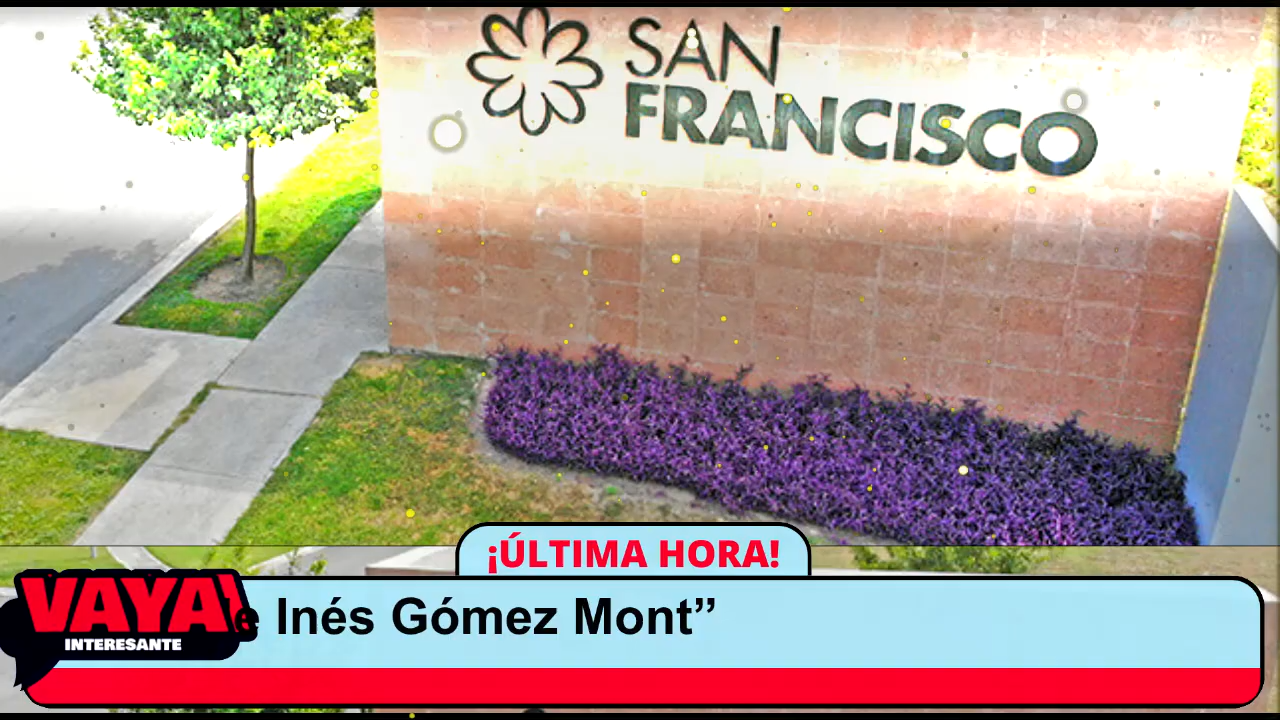 SAN
FRANCISCO
¡ÚLTIMA HORA!
e Inés Gómez Mont”
VAYA!
INTERESANTE